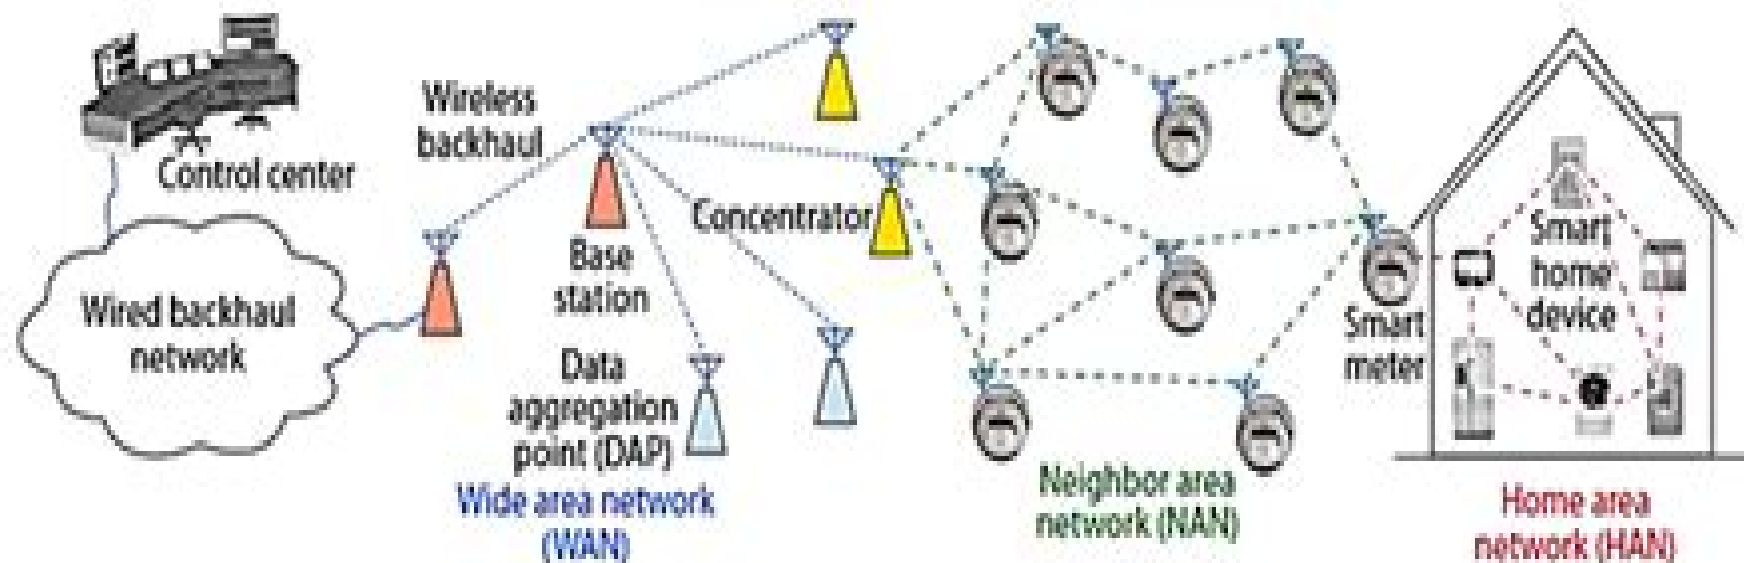 Control center
Wired backhaul
network
Wireless
backhaul
Base
station
Concentrator
Data
aggregation
point (DAP)
Wide area network
(WAN)
Neighbor area
network (NAN)
Smart
meter
Smart
home
device
Home area
network (HAN)